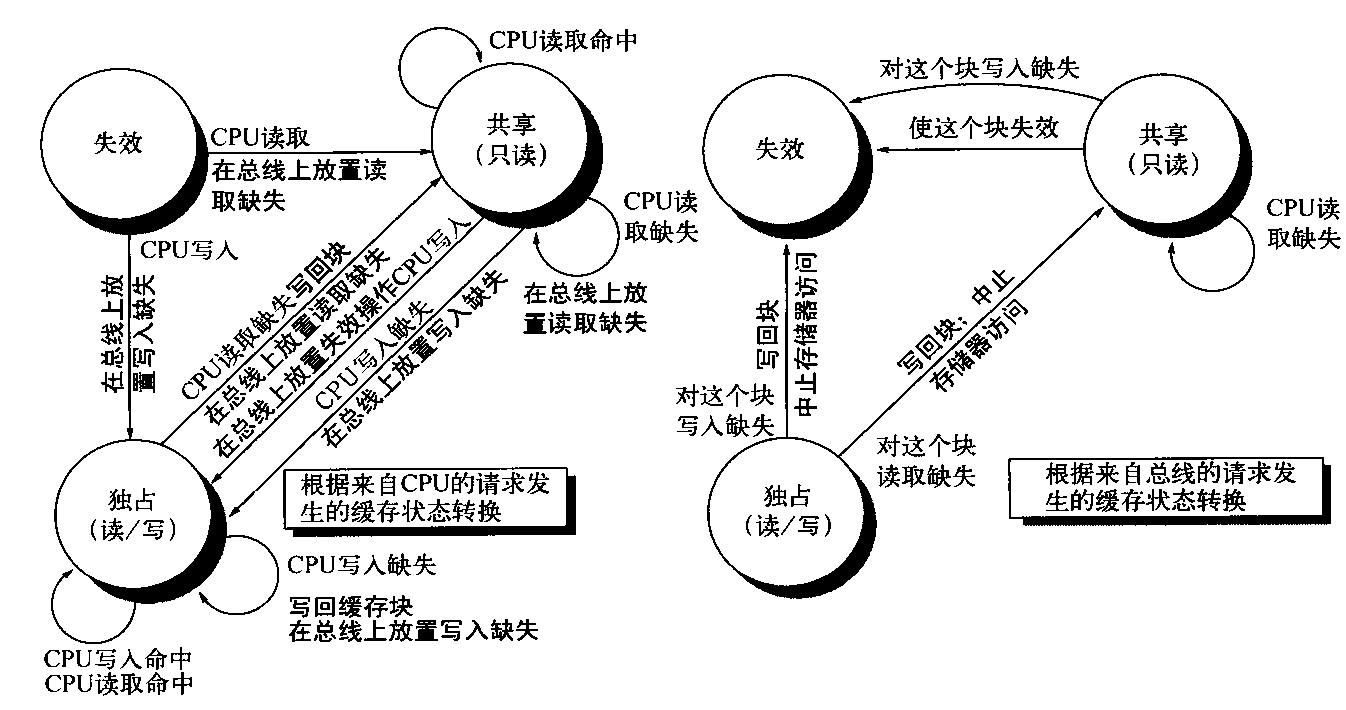 CPU读取命中
失效
CPU读取
在总线上放置读
取缺失
共享
（只读）
CPU读
取缺失
在总线上放
置读取缺失
CPU写入
在总线上放
置写入缺失
CPU读取缺失写回块
在总线上放置读取缺失
在总线上放置失效操作CPU写入
CPU写入缺失
在总线上放置写入缺失
独占
（读/写）
根据来自CPU的请求发
生的缓存状态转换
CPU写入缺失
写回缓存块
在总线上放置写入缺失
CPU写入命中
CPU读取命中
对这个块写入缺失
失效
使这个块失效
共享
（只读）
CPU读
取缺失
写回块
中止存储器访问
写回块；中止
存储器访问
对这个块
写入缺失
对这个块
读取缺失
独占
（读/写）
根据来自总线的请求发
生的缓存状态转换